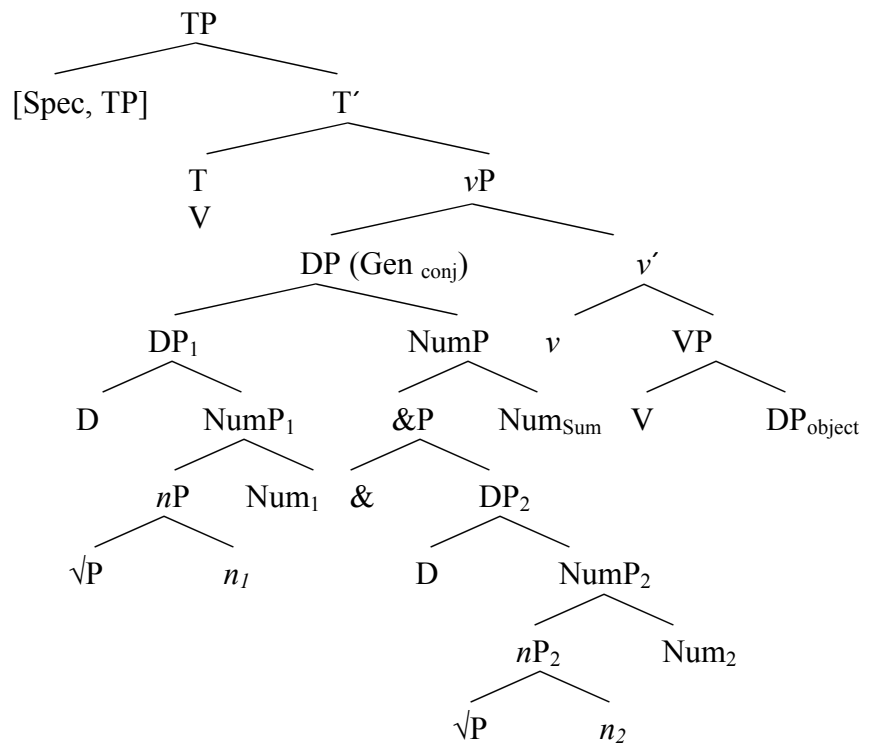 TP
[Spec, TP] T´
T vP
V
DP (Gen conj) v´
DP1 NumP v VP
D NumP1 &P NumSum V DPobject
nP Num1 & DP2
√P n1 D NumP2
nP2 Num2
√P n2